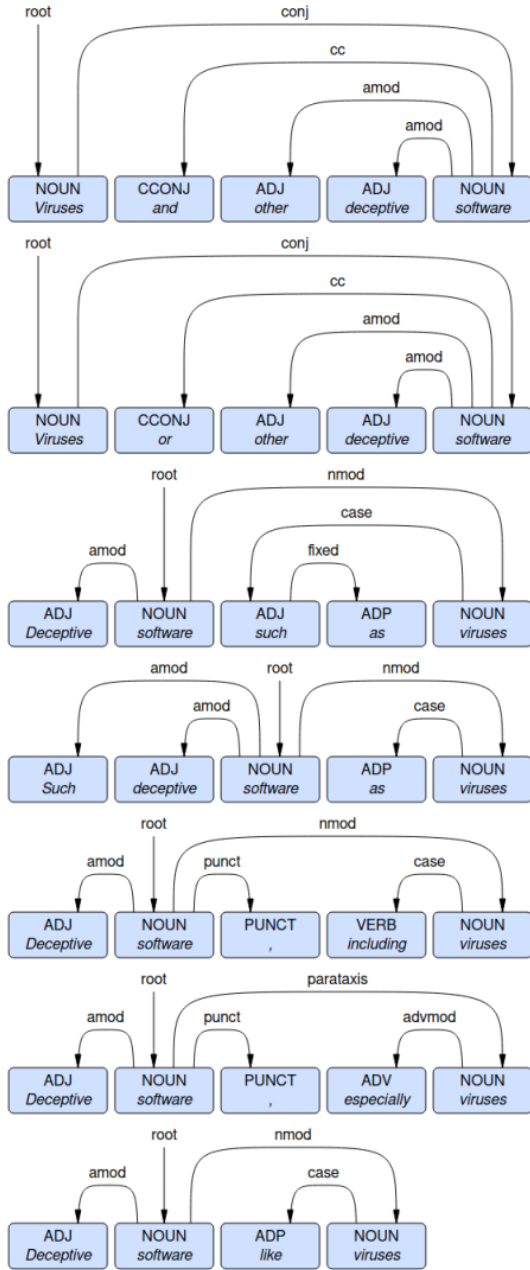 root conj
cc
amod
amod
NOUN CCONJ ADJ ADJ NOUN
Viruses and other deceptive software
root conj
cc
amod
amod
NOUN CCONJ ADJ ADJ NOUN
Viruses or other deceptive software
root nmod
case
amod fixed
ADJ NOUN ADJ ADP NOUN
Deceptive software such as viruses
amod root nmod
amod case
ADJ ADJ NOUN ADP NOUN
Such deceptive software as viruses
root nmod
amod punct case
ADJ NOUN PUNCT VERB NOUN
Deceptive software , including viruses
root parataxis
amod punct advmod
ADJ NOUN PUNCT ADV NOUN
Deceptive software , especially viruses
root nmod
amod case
ADJ NOUN ADP NOUN
Deceptive software like viruses